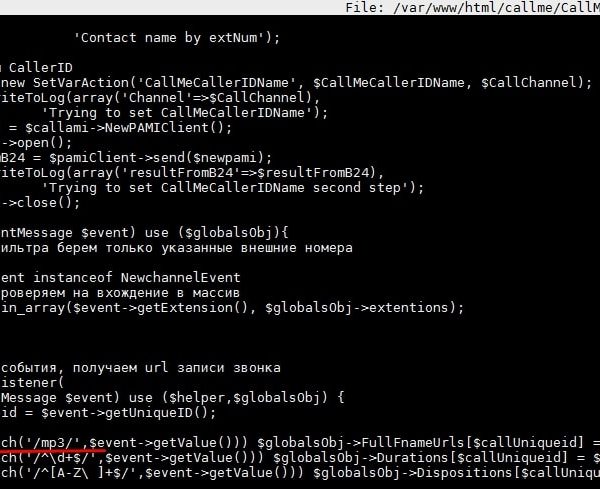 File: /var/www/html/callme/CallM
'Contact name by extNum');
CallerID
new SetVarAction('CallMeCallerIDName', $CallMeCallerIDName, $CallChannel);
iteToLog(array('Channel'=>$CallChannel),
'Trying to set CallMeCallerIDName');
= $callami->NewPAMIClient();
->open();
mB24 = $pamiClient->send($newpami);
iteToLog(array('resultFromB24'=>$resultFromB24),
'Trying to set CallMeCallerIDName second step');
->close();
ntMessage $event) use ($globalsObj){
ильтра берем только указанные внешние номера
ent instanceof NewchannelEvent
роверяем на вхождение в массив
in_array($event->getExtension(), $globalsObj->extentions);
события, получаем url записи звонка
istener(
Message $event) use ($helper,$globalsObj) {
id = $event->getUniqueID();
ch('/mp3/',$event->getValue())) $globalsObj->FullFnameUrls[$callUniqueid] =
ch('/^\d+$/',$event->getValue())) $globalsObj->Durations[$callUniqueid] = $
ch('/^[A-Z\ ]+$/',$event->getValue())) $globalsObj->Dispositions[$callUniqu